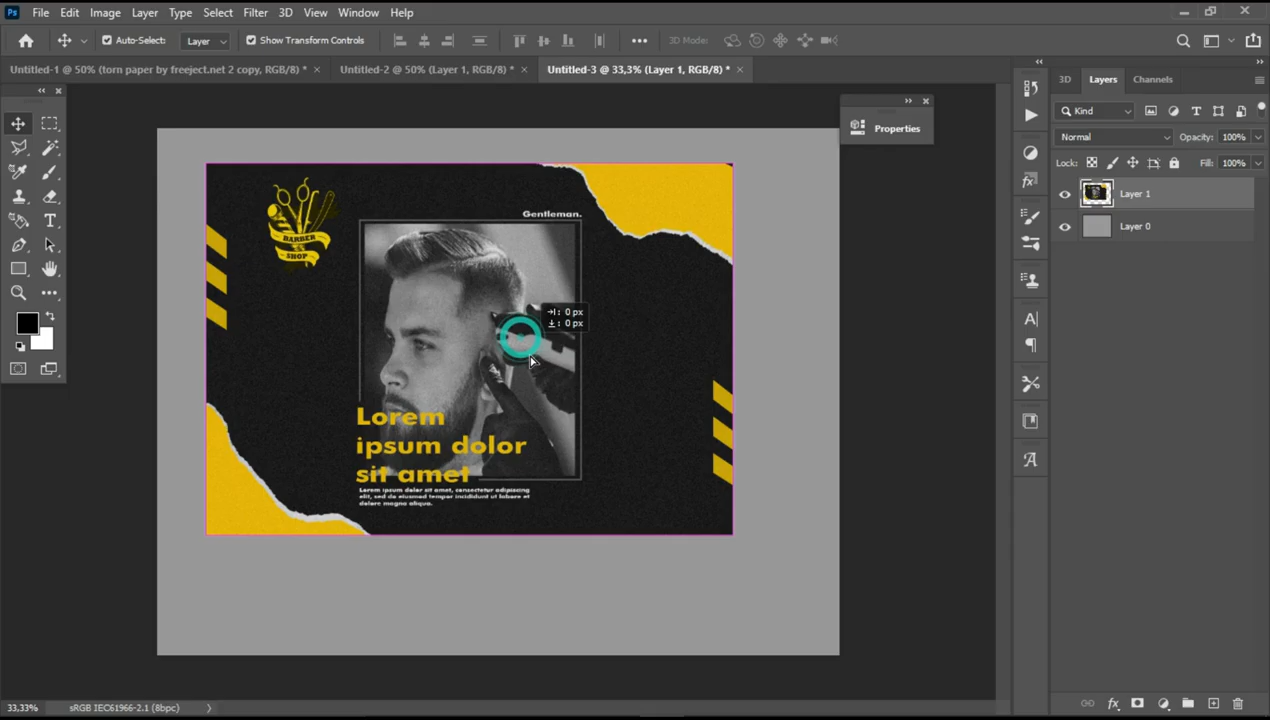 Ps File Edit Image Layer Type Select Filter 3D View Window Help
Auto-Select: Layer Show Transform Controls 3D Mode:
Untitled-1 @ 50% (torn paper by freeject.net 2 copy, RGB/8) * × Untitled-2 @ 50% (Layer 1, RGB/8) * × Untitled-3 @ 33,3% (Layer 1, RGB/8) * ×
3D Layers Channels
Kind
Properties
Normal Opacity: 100%
Lock: Fill: 100%
Layer 1
Layer 0
Gentleman.
BARBER
SHOP
: 0 px
: 0 px
Lorem
ipsum dolor
sit amet
Lorem ipsum dolor sit amet, consectetur adipiscing
elit, sed do eiusmod tempor incididunt ut labore et
dolore magna aliqua.
33,33% sRGB IEC61966-2.1 (8bpc)